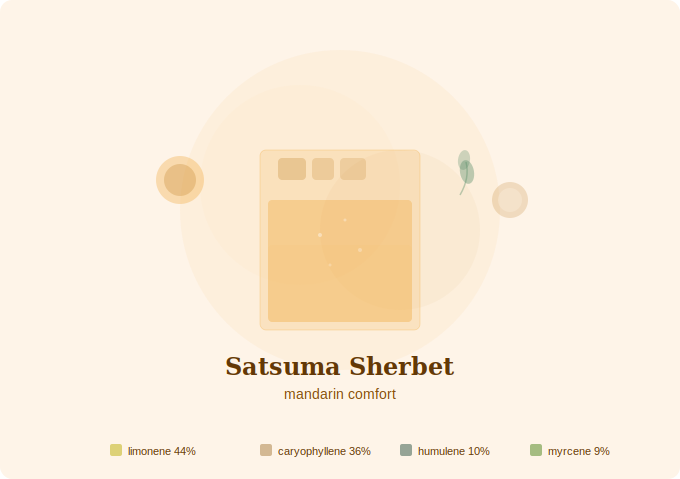 Satsuma Sherbet
mandarin comfort
limonene 44% caryophyllene 36% humulene 10% myrcene 9%